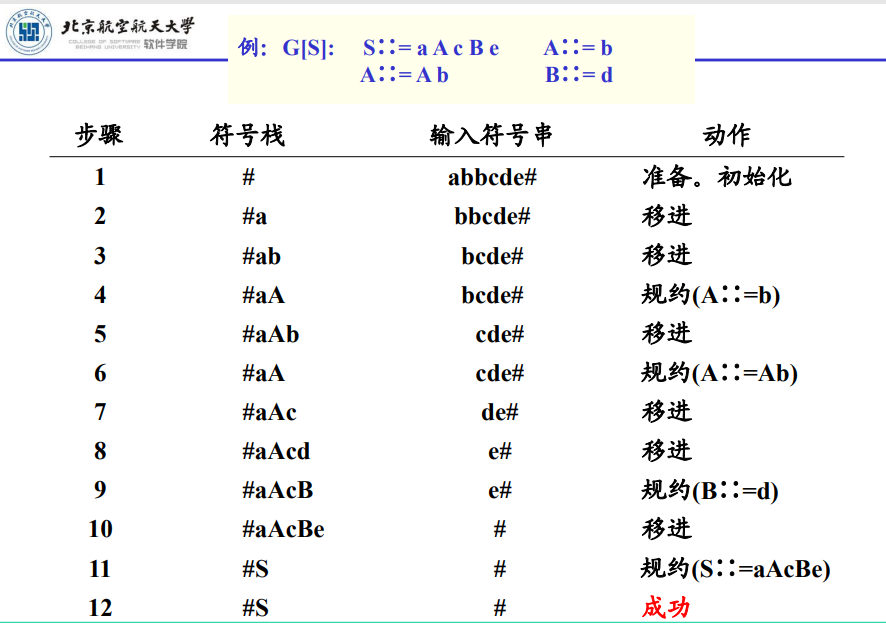 北京航空航天大学
COLLEGE OF SOFTWARE
BEIHANG UNIVERSITY 软件学院
例: G[S]: S∷= a A c B e A∷= b
A∷= A b B∷= d
步骤 符号栈 输入符号串 动作
1 # abbcde# 准备。初始化
2 #a bbcde# 移进
3 #ab bcde# 移进
4 #aA bcde# 规约(A∷=b)
5 #aAb cde# 移进
6 #aA cde# 规约(A∷=Ab)
7 #aAc de# 移进
8 #aAcd e# 移进
9 #aAcB e# 规约(B∷=d)
10 #aAcBe # 移进
11 #S # 规约(S∷=aAcBe)
12 #S # 成功